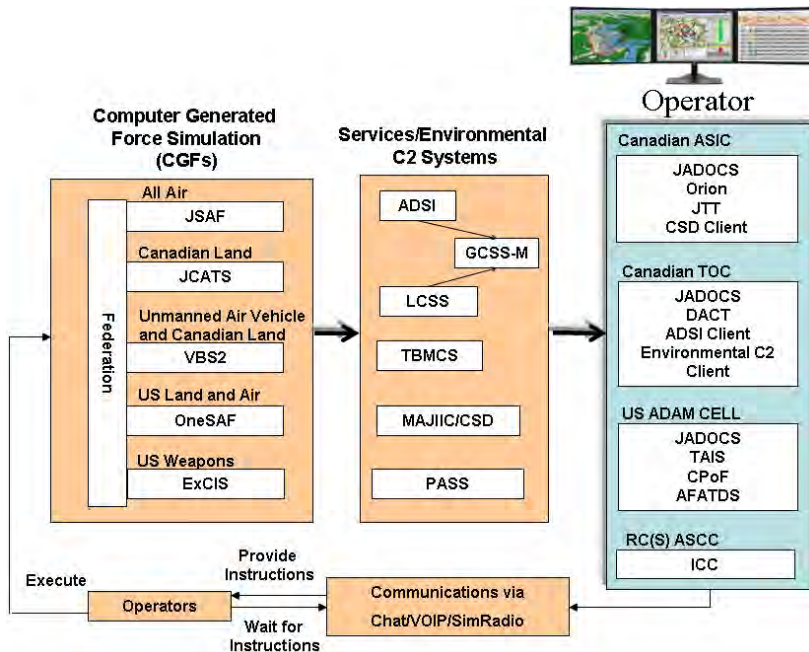 Operator
Computer Generated
Force Simulation
(CGFs)
All Air
JSAF
Canadian Land
JCATS
Unmanned Air Vehicle
and Canadian Land
VBS2
US Land and Air
OneSAF
US Weapons
ExCIS
Federation
Services/Environmental
C2 Systems
ADSI
GCSS-M
LCSS
TBMCS
MAJIIC/CSD
PASS
Canadian ASIC
JADOCS
Orion
JTT
CSD Client
Canadian TOC
JADOCS
DACT
ADSI Client
Environmental C2
Client
US ADAM CELL
JADOCS
TAIS
CPoF
AFATDS
RC(S) ASCC
ICC
Execute
Operators
Provide
Instructions
Wait for
Instructions
Communications via
Chat/VOIP/SimRadio